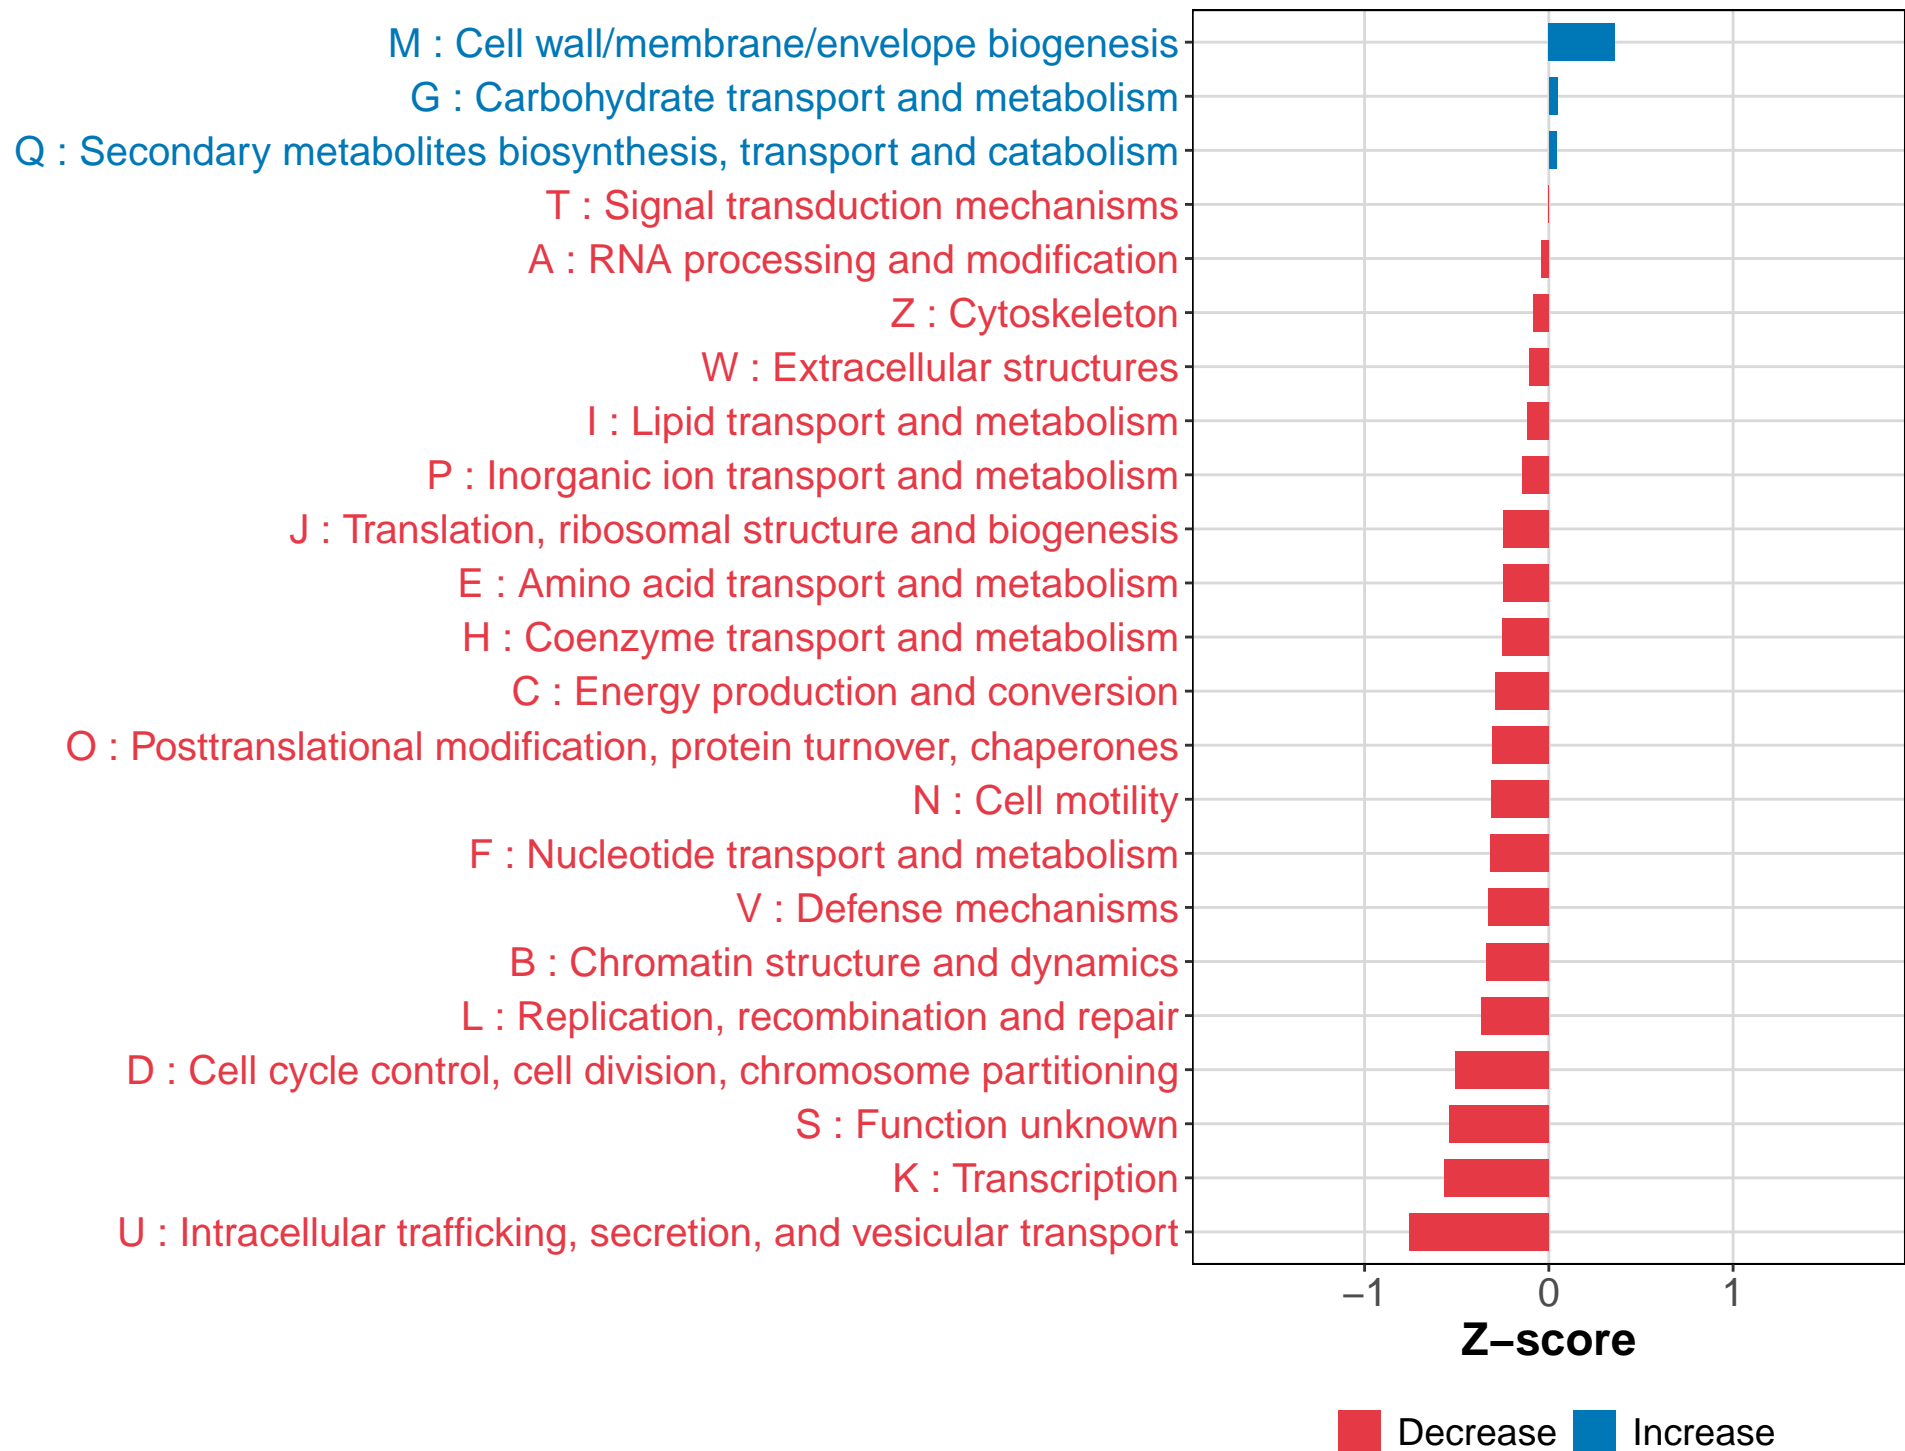 M : Cell wall/membrane/envelope biogenesis
G : Carbohydrate transport and metabolism
Q : Secondary metabolites biosynthesis, transport and catabolism
T : Signal transduction mechanisms
A : RNA processing and modification
Z : Cytoskeleton
W : Extracellular structures
I : Lipid transport and metabolism
P : Inorganic ion transport and metabolism
J : Translation, ribosomal structure and biogenesis
E : Amino acid transport and metabolism
H : Coenzyme transport and metabolism
C : Energy production and conversion
O : Posttranslational modification, protein turnover, chaperones
N : Cell motility
F : Nucleotide transport and metabolism
V : Defense mechanisms
B : Chromatin structure and dynamics
L : Replication, recombination and repair
D : Cell cycle control, cell division, chromosome partitioning
S : Function unknown
K : Transcription
U : Intracellular trafficking, secretion, and vesicular transport
−1 0 1
Z−score
Decrease Increase